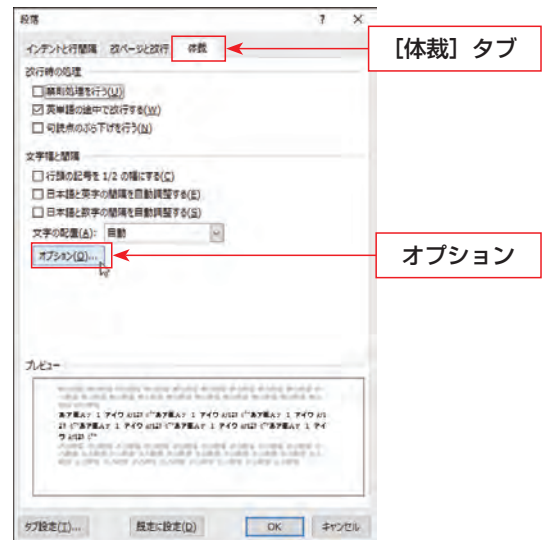 段落 ? ×
インデントと行間隔 改ページと改行 体裁
[体裁] タブ
改行時の処理
禁則処理を行う(U)
英単語の途中で改行する(W)
句読点のぶら下げを行う(N)
文字幅と間隔
行頭の記号を 1/2 の幅にする(C)
日本語と英字の間隔を自動調整する(E)
日本語と数字の間隔を自動調整する(S)
文字の配置(A): 自動
オプション(O)...
オプション
プレビュー
タブ設定(T)... 既定に設定(D) OK キャンセル